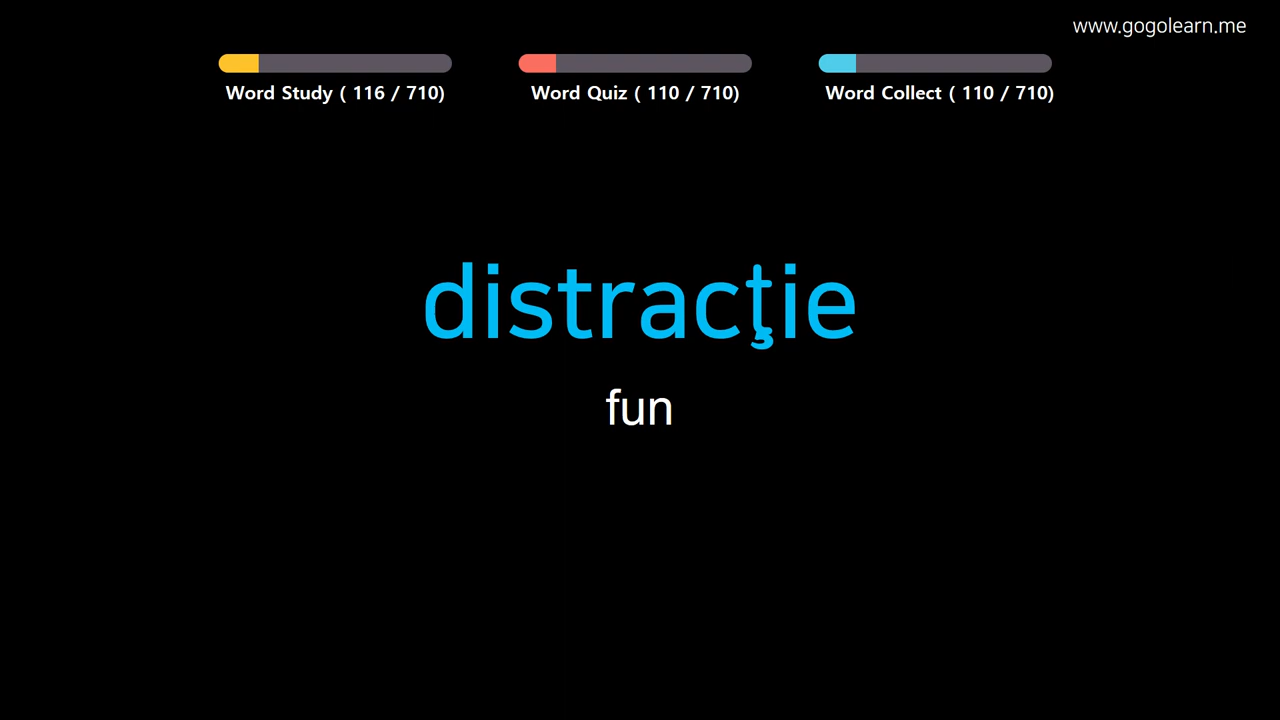 www.gogolearn.me
Word Study ( 116 / 710)
Word Quiz ( 110 / 710)
Word Collect ( 110 / 710)
distracţie
fun